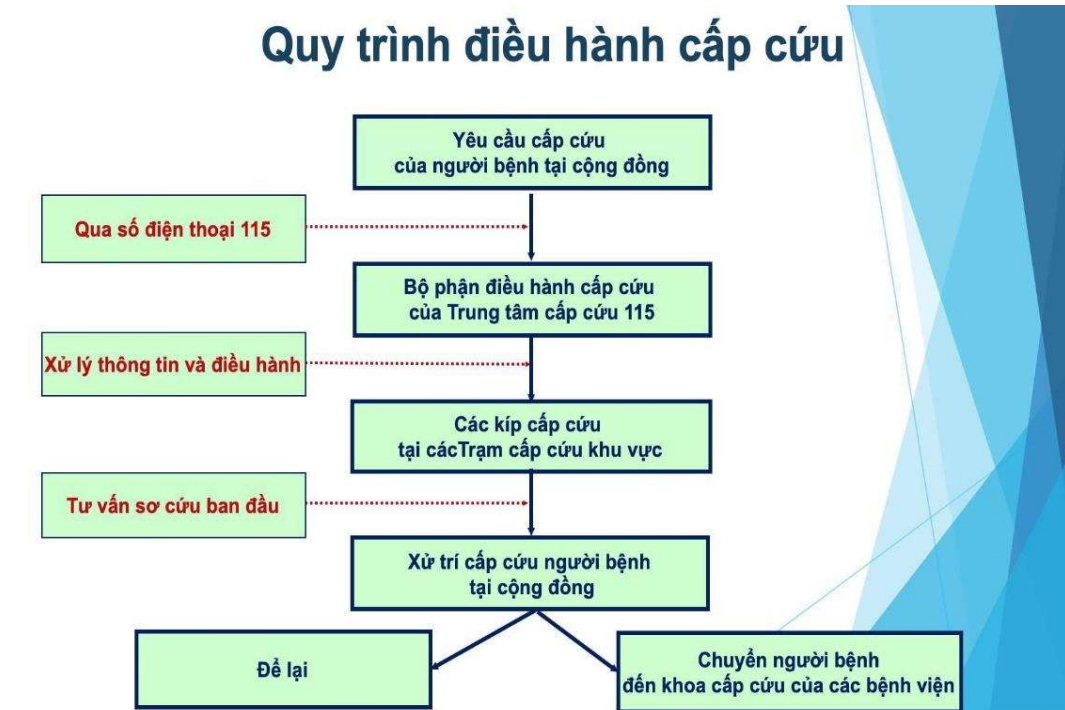 Quy trình điều hành cấp cứu
Yêu cầu cấp cứu
của người bệnh tại cộng đồng
Qua số điện thoại 115
Bộ phận điều hành cấp cứu
của Trung tâm cấp cứu 115
Xử lý thông tin và điều hành
Các kíp cấp cứu
tại cácTrạm cấp cứu khu vực
Tư vấn sơ cứu ban đầu
Xử trí cấp cứu người bệnh
tại cộng đồng
Để lại
Chuyển người bệnh
đến khoa cấp cứu của các bệnh viện